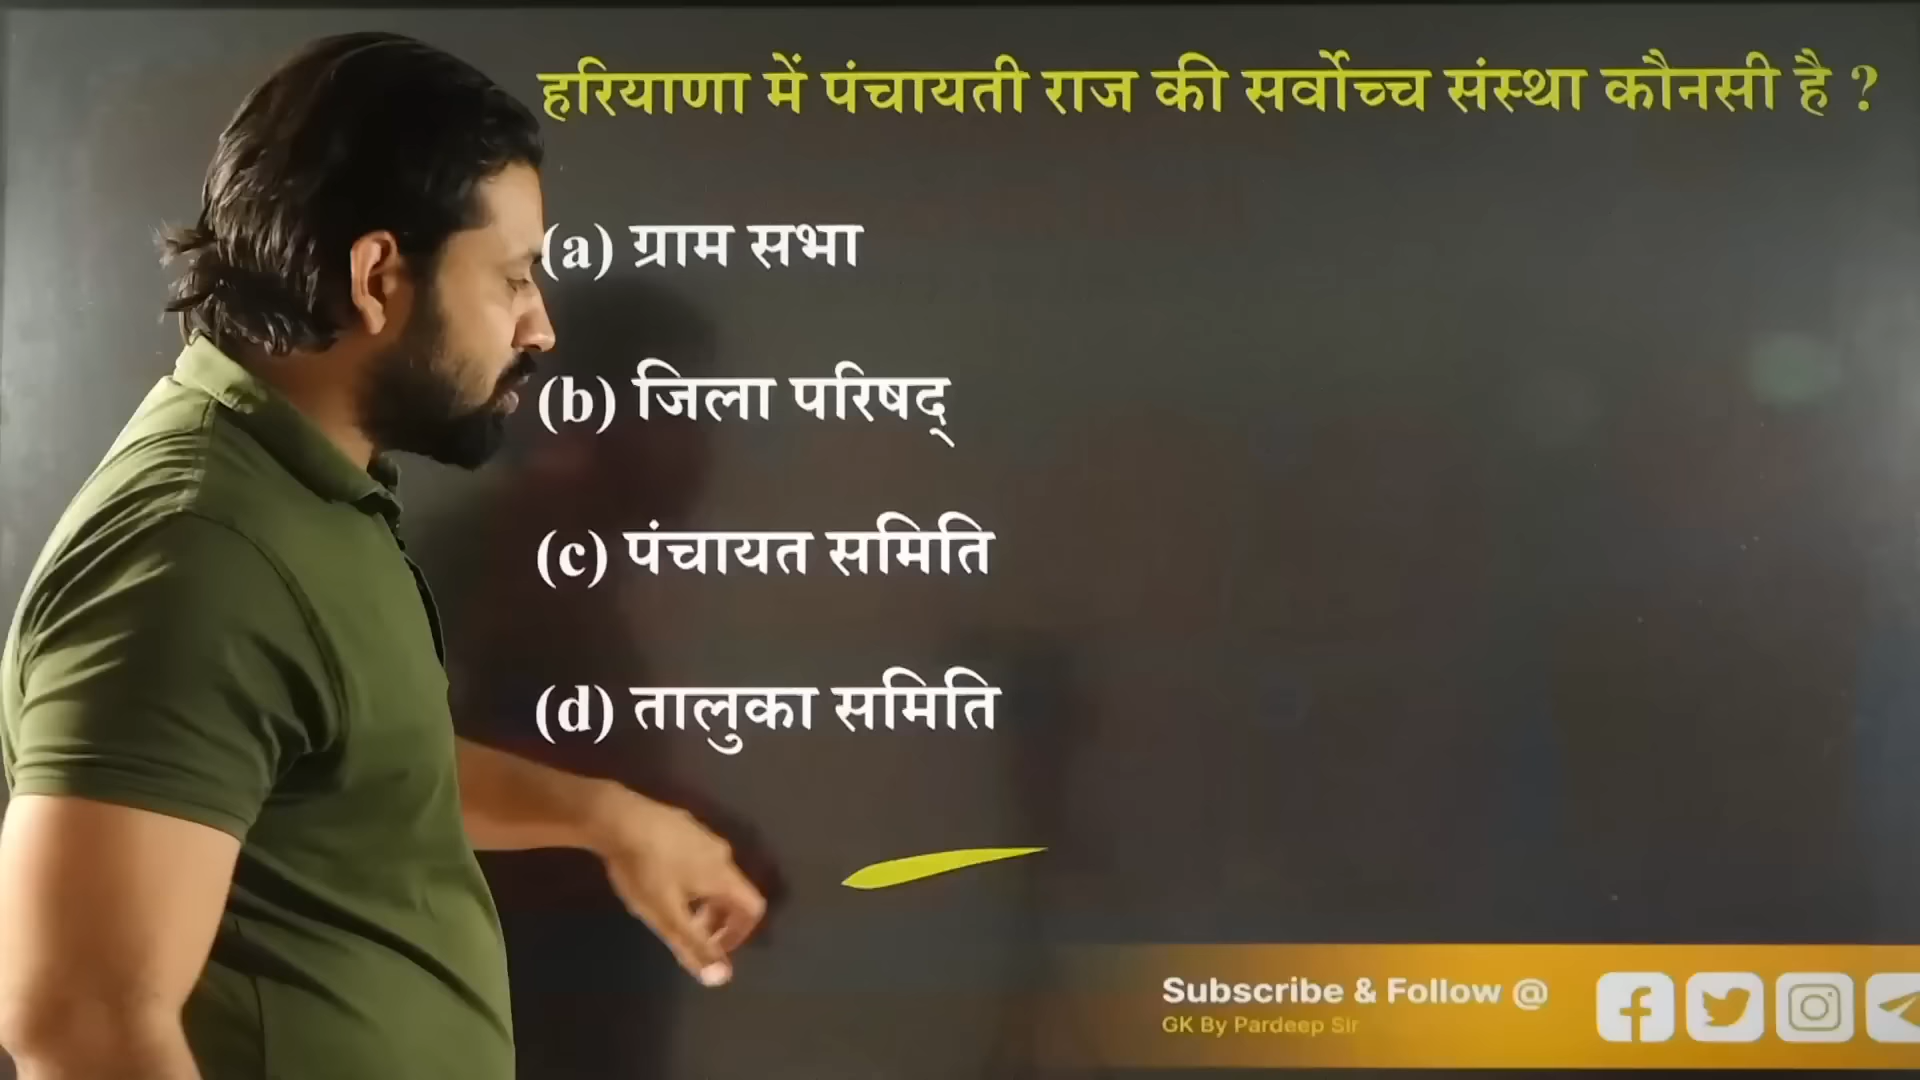 हरियाणा में पंचायती राज की सर्वोच्च संस्था कौनसी है ?
(a) ग्राम सभा
(b) जिला परिषद्
(c) पंचायत समिति
(d) तालुका समिति
Subscribe & Follow @
GK By Pardeep Sir